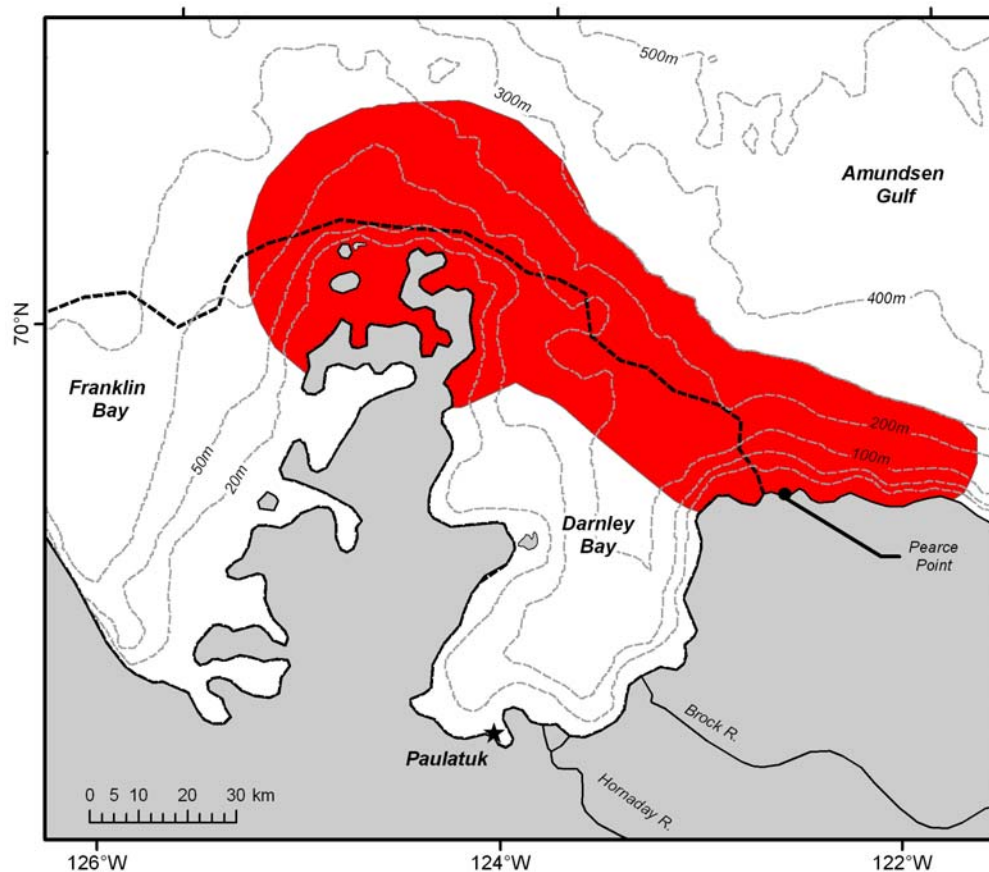 500m
300m
Amundsen
Gulf
400m
70°N
Franklin
Bay
50m
20m
200m
100m
Darnley
Bay
Pearce
Point
Brock R.
Paulatuk
Hornaday R.
0 5 10 20 30 km
126°W 124°W 122°W